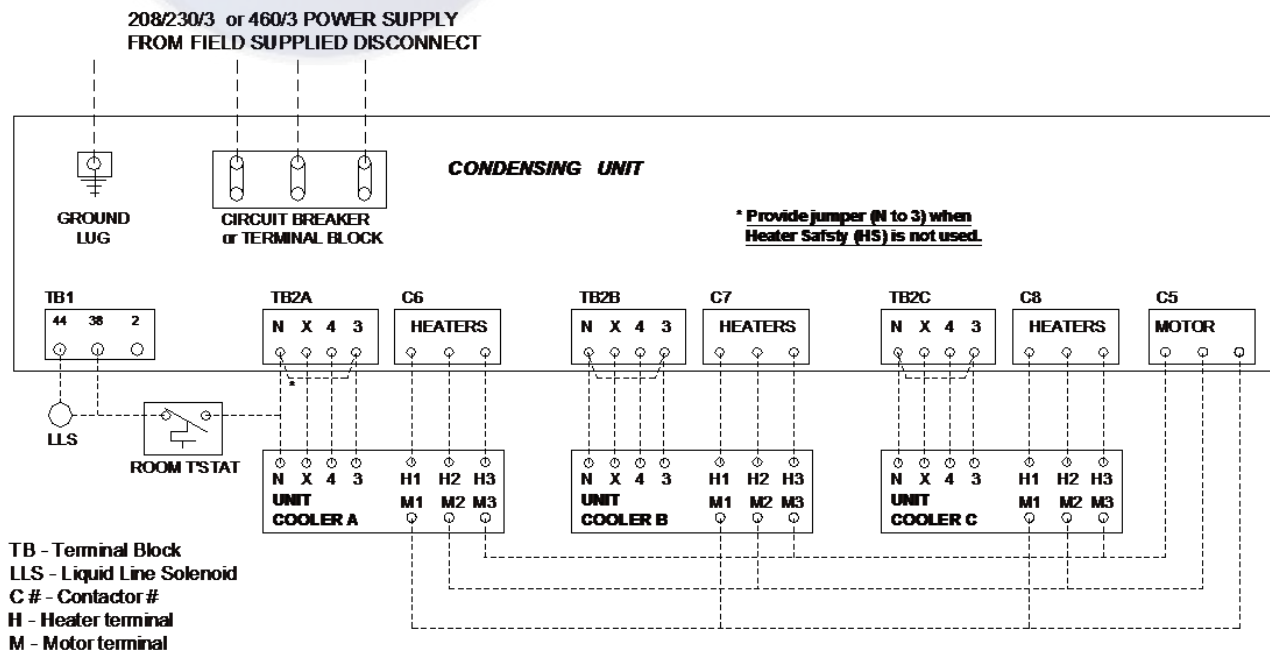 208/230/3 or 460/3 POWER SUPPLY
FROM FIELD SUPPLIED DISCONNECT
CONDENSING UNIT
GROUND
LUG
CIRCUIT BREAKER
or TERMINAL BLOCK
* Provide jumper (N to 3) when
Heater Safsty (HS) is not used.
TB1
44 38 2
TB2A
N X 4 3
C6
HEATERS
TB2B
N X 4 3
C7
HEATERS
TB2C
N X 4 3
C8
HEATERS
C5
MOTOR
*
LLS
ROOM T'STAT
N X 4 3 H1 H2 H3
UNIT M1 M2 M3
COOLER A
N X 4 3 H1 H2 H3
UNIT M1 M2 M3
COOLER B
N X 4 3 H1 H2 H3
UNIT M1 M2 M3
COOLER C
TB - Terminal Block
LLS - Liquid Line Solenoid
C # - Contactor #
H - Heater terminal
M - Motor terminal